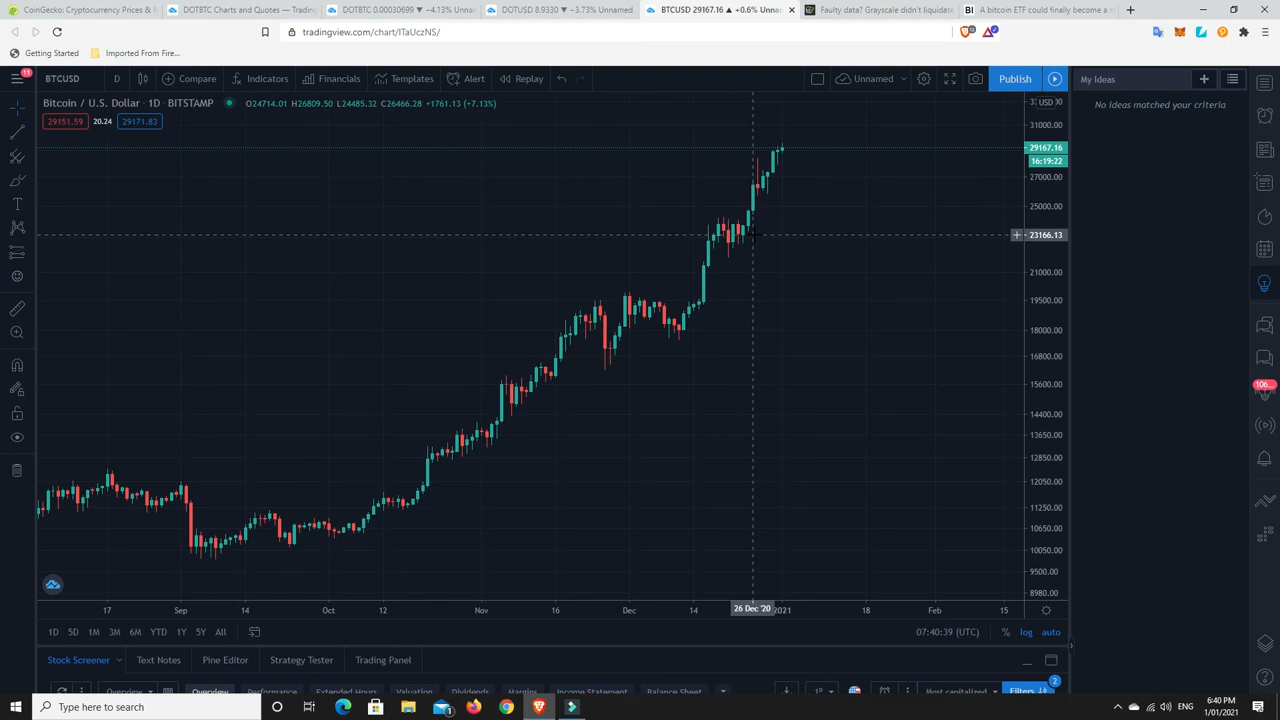 CoinGecko: Cryptocurrency Prices & M
DOTBTC Charts and Quotes — Trading
DOTBTC 0.00030699 ▼ −4.13% Unnar
DOTUSD 8.9330 ▼ −3.73% Unnamed
BTCUSD 29167.16 ▲ +0.6% Unnam
Faulty data? Grayscale didn't liquidate
BI A bitcoin ETF could finally become a r
tradingview.com/chart/ITaUczNS/
Getting Started
Imported From Fire...
11
BTCUSD
D
Compare
Indicators
Financials
Templates
Alert
Replay
Unnamed
Publish
My Ideas
Bitcoin / U.S. Dollar · 1D · BITSTAMP
O24714.01 H26809.50 L24485.32 C26466.28 +1761.13 (+7.13%)
29151.59 20.24 29171.83
No ideas matched your criteria
USD
31000.00
29167.16
16:19:22
27000.00
25000.00
23166.13
21000.00
19500.00
18000.00
16800.00
15600.00
14400.00
13650.00
12850.00
12050.00
11250.00
10650.00
10050.00
9500.00
8980.00
106...
17 Sep 14 Oct 12 Nov 16 Dec 14 26 Dec '20 2021 18 Feb 15
1D 5D 1M 3M 6M YTD 1Y 5Y All
07:40:39 (UTC) % log auto
Stock Screener
Text Notes
Pine Editor
Strategy Tester
Trading Panel
Overview
Overview
Performance
Extended Hours
Valuation
Dividends
Margins
Income Statement
Balance Sheet
Most capitalized
Filters
2
Type here to search
ENG
6:40 PM
1/01/2021